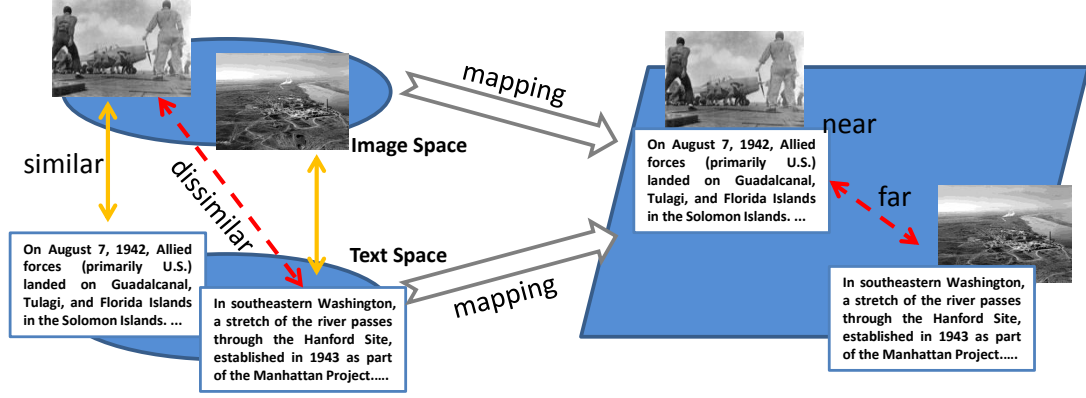 similar
dissimilar
Image Space
Text Space
On August 7, 1942, Allied
forces (primarily U.S.)
landed on Guadalcanal,
Tulagi, and Florida Islands
in the Solomon Islands. ...
In southeastern Washington,
a stretch of the river passes
through the Hanford Site,
established in 1943 as part
of the Manhattan Project.....
mapping
mapping
near
On August 7, 1942, Allied
forces (primarily U.S.)
landed on Guadalcanal,
Tulagi, and Florida Islands
in the Solomon Islands. ...
far
In southeastern Washington,
a stretch of the river passes
through the Hanford Site,
established in 1943 as part
of the Manhattan Project.....